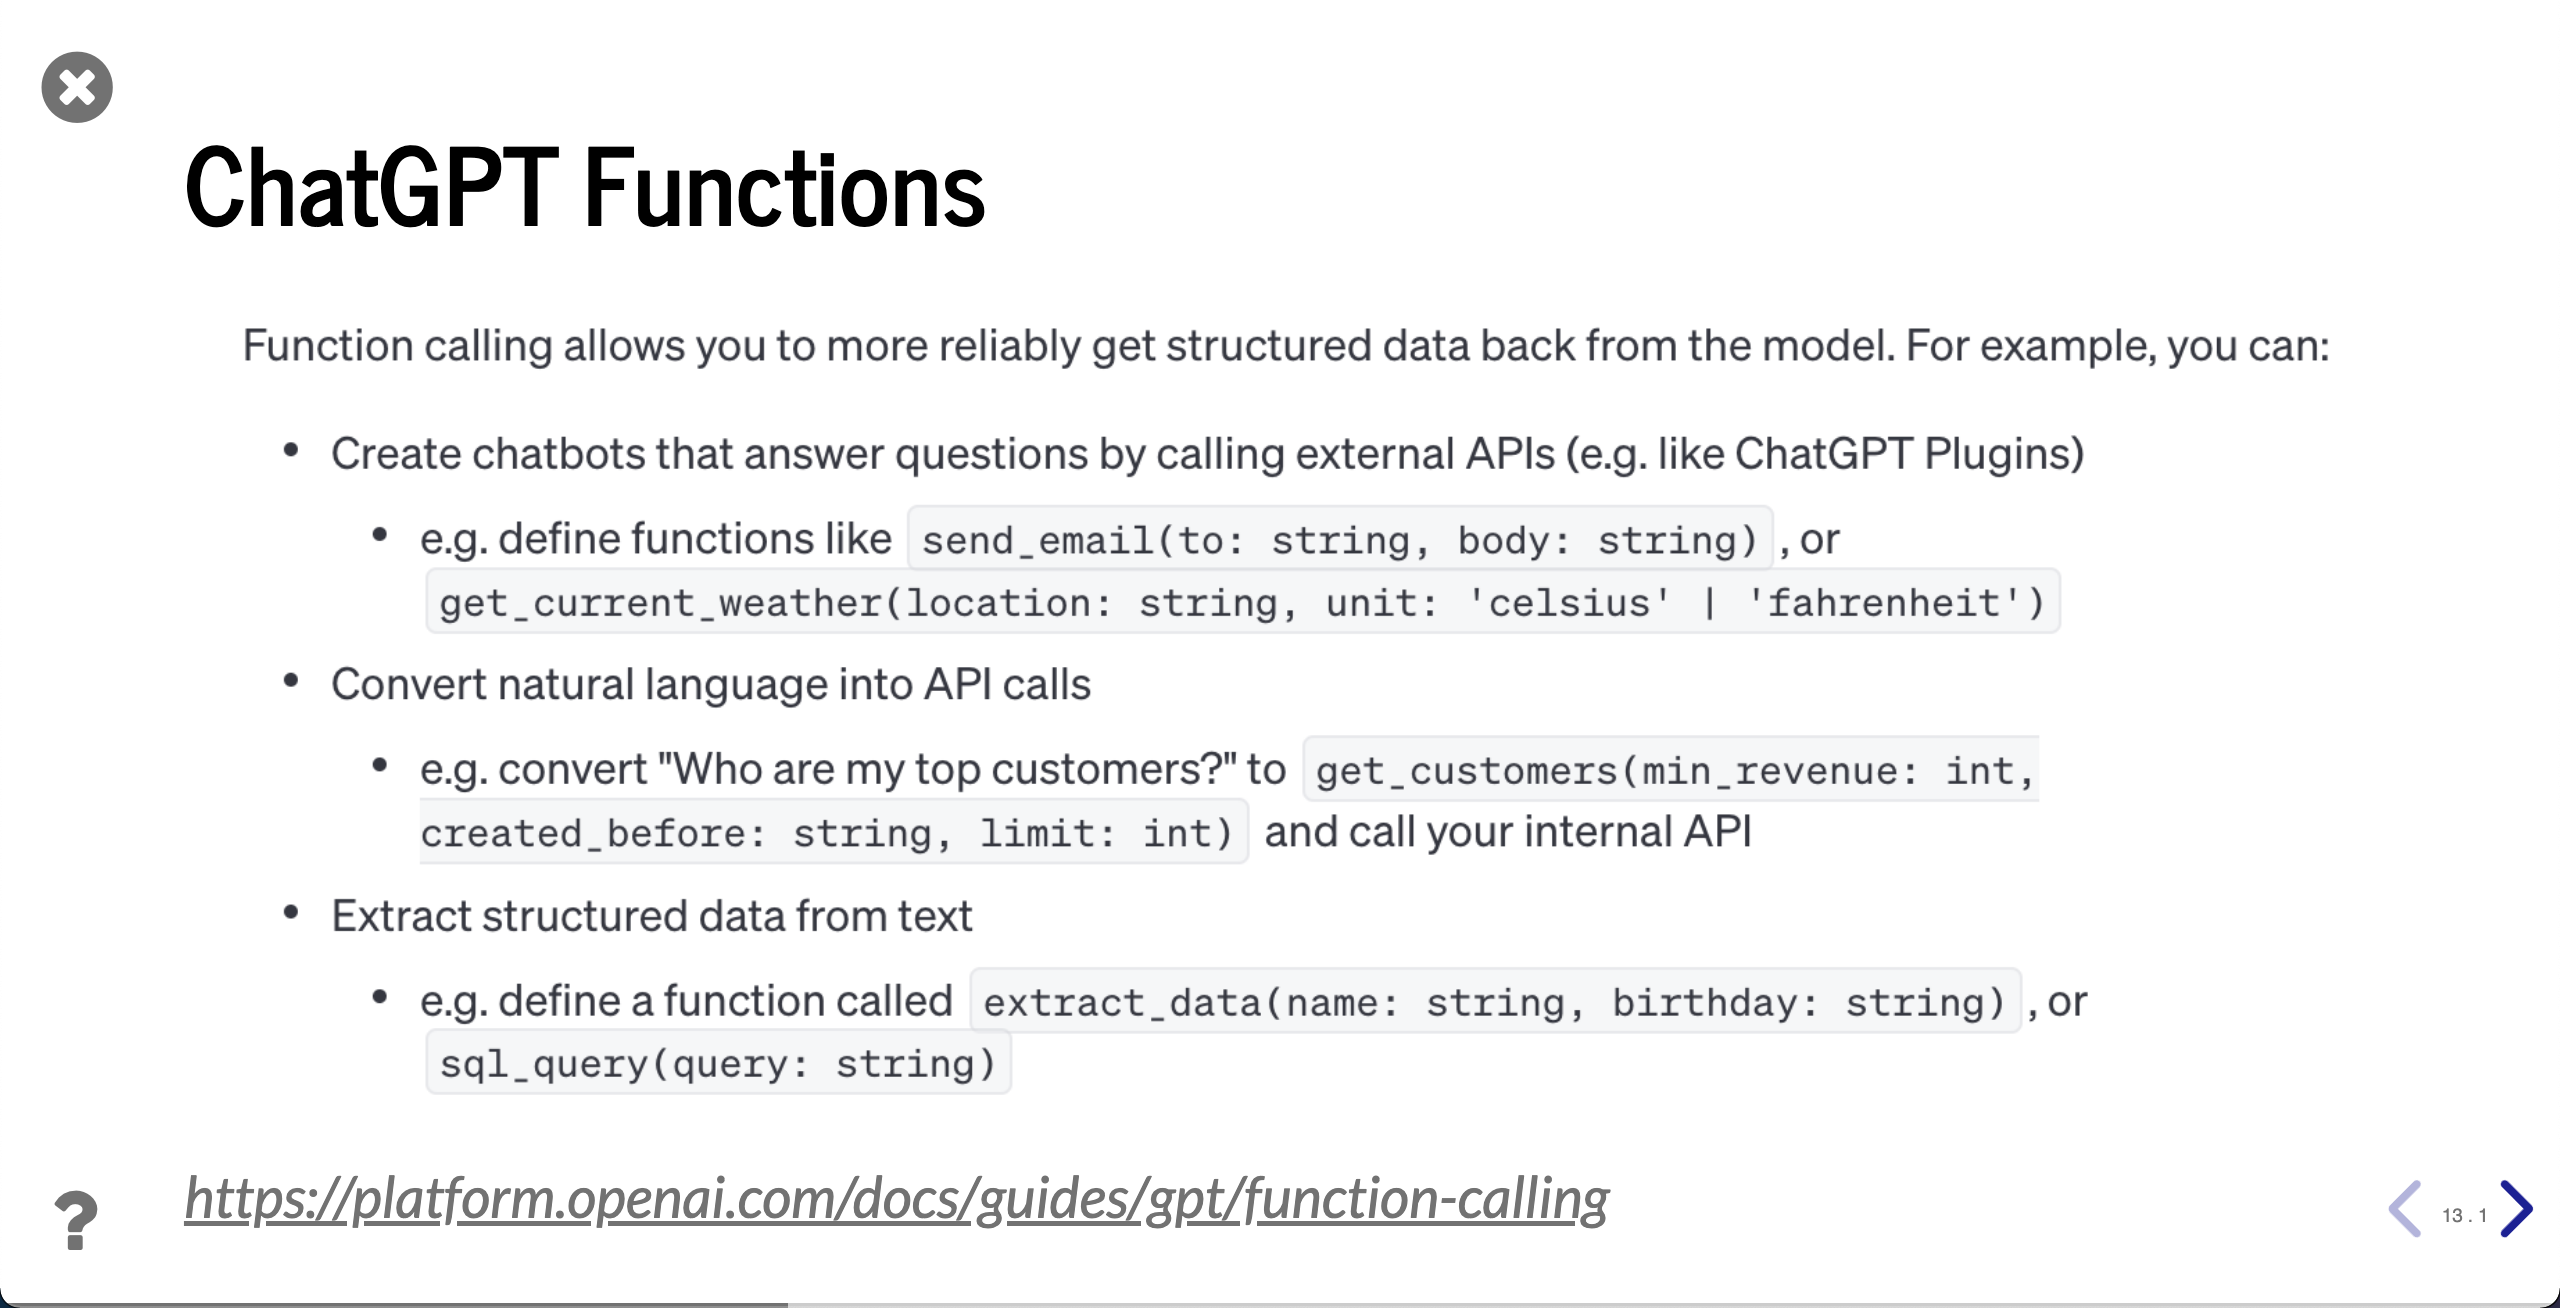 ChatGPT Functions
Function calling allows you to more reliably get structured data back from the model. For example, you can:
• Create chatbots that answer questions by calling external APIs (e.g. like ChatGPT Plugins)
• e.g. define functions like send_email(to: string, body: string), or
get_current_weather(location: string, unit: 'celsius' | 'fahrenheit')
• Convert natural language into API calls
• e.g. convert "Who are my top customers?" to get_customers(min_revenue: int,
created_before: string, limit: int) and call your internal API
• Extract structured data from text
• e.g. define a function called extract_data(name: string, birthday: string), or
sql_query(query: string)
https://platform.openai.com/docs/guides/gpt/function-calling
?
13.1